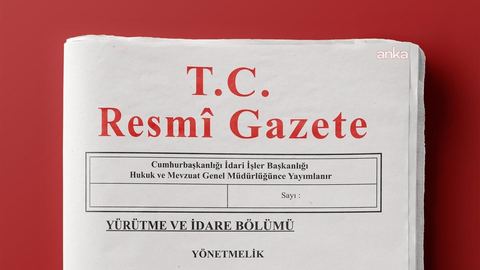 anka
T.C.
Resmî Gazete
Cumhurbaşkanlığı İdari İşler Başkanlığı
Hukuk ve Mevzuat Genel Müdürlüğünce Yayımlanır
Sayı :
YÜRÜTME VE İDARE BÖLÜMÜ
YÖNETMELİK